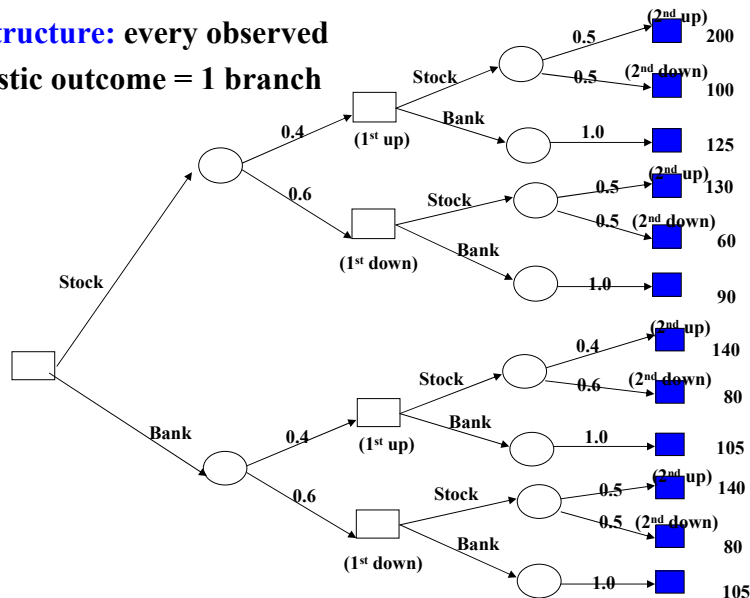 tructure: every observed
stic outcome = 1 branch
(2nd up)
0.5
200
Stock
0.5
(2nd down)
100
0.4
(1st up)
Bank
1.0
125
0.6
Stock
0.5
(2nd up)
130
0.5
(2nd down)
60
(1st down)
Bank
1.0
90
Stock
(2nd up)
0.4
140
Stock
0.6
(2nd down)
80
Bank
0.4
(1st up)
Bank
1.0
105
0.6
Stock
0.5
(2nd up)
140
0.5
(2nd down)
80
(1st down)
Bank
1.0
105